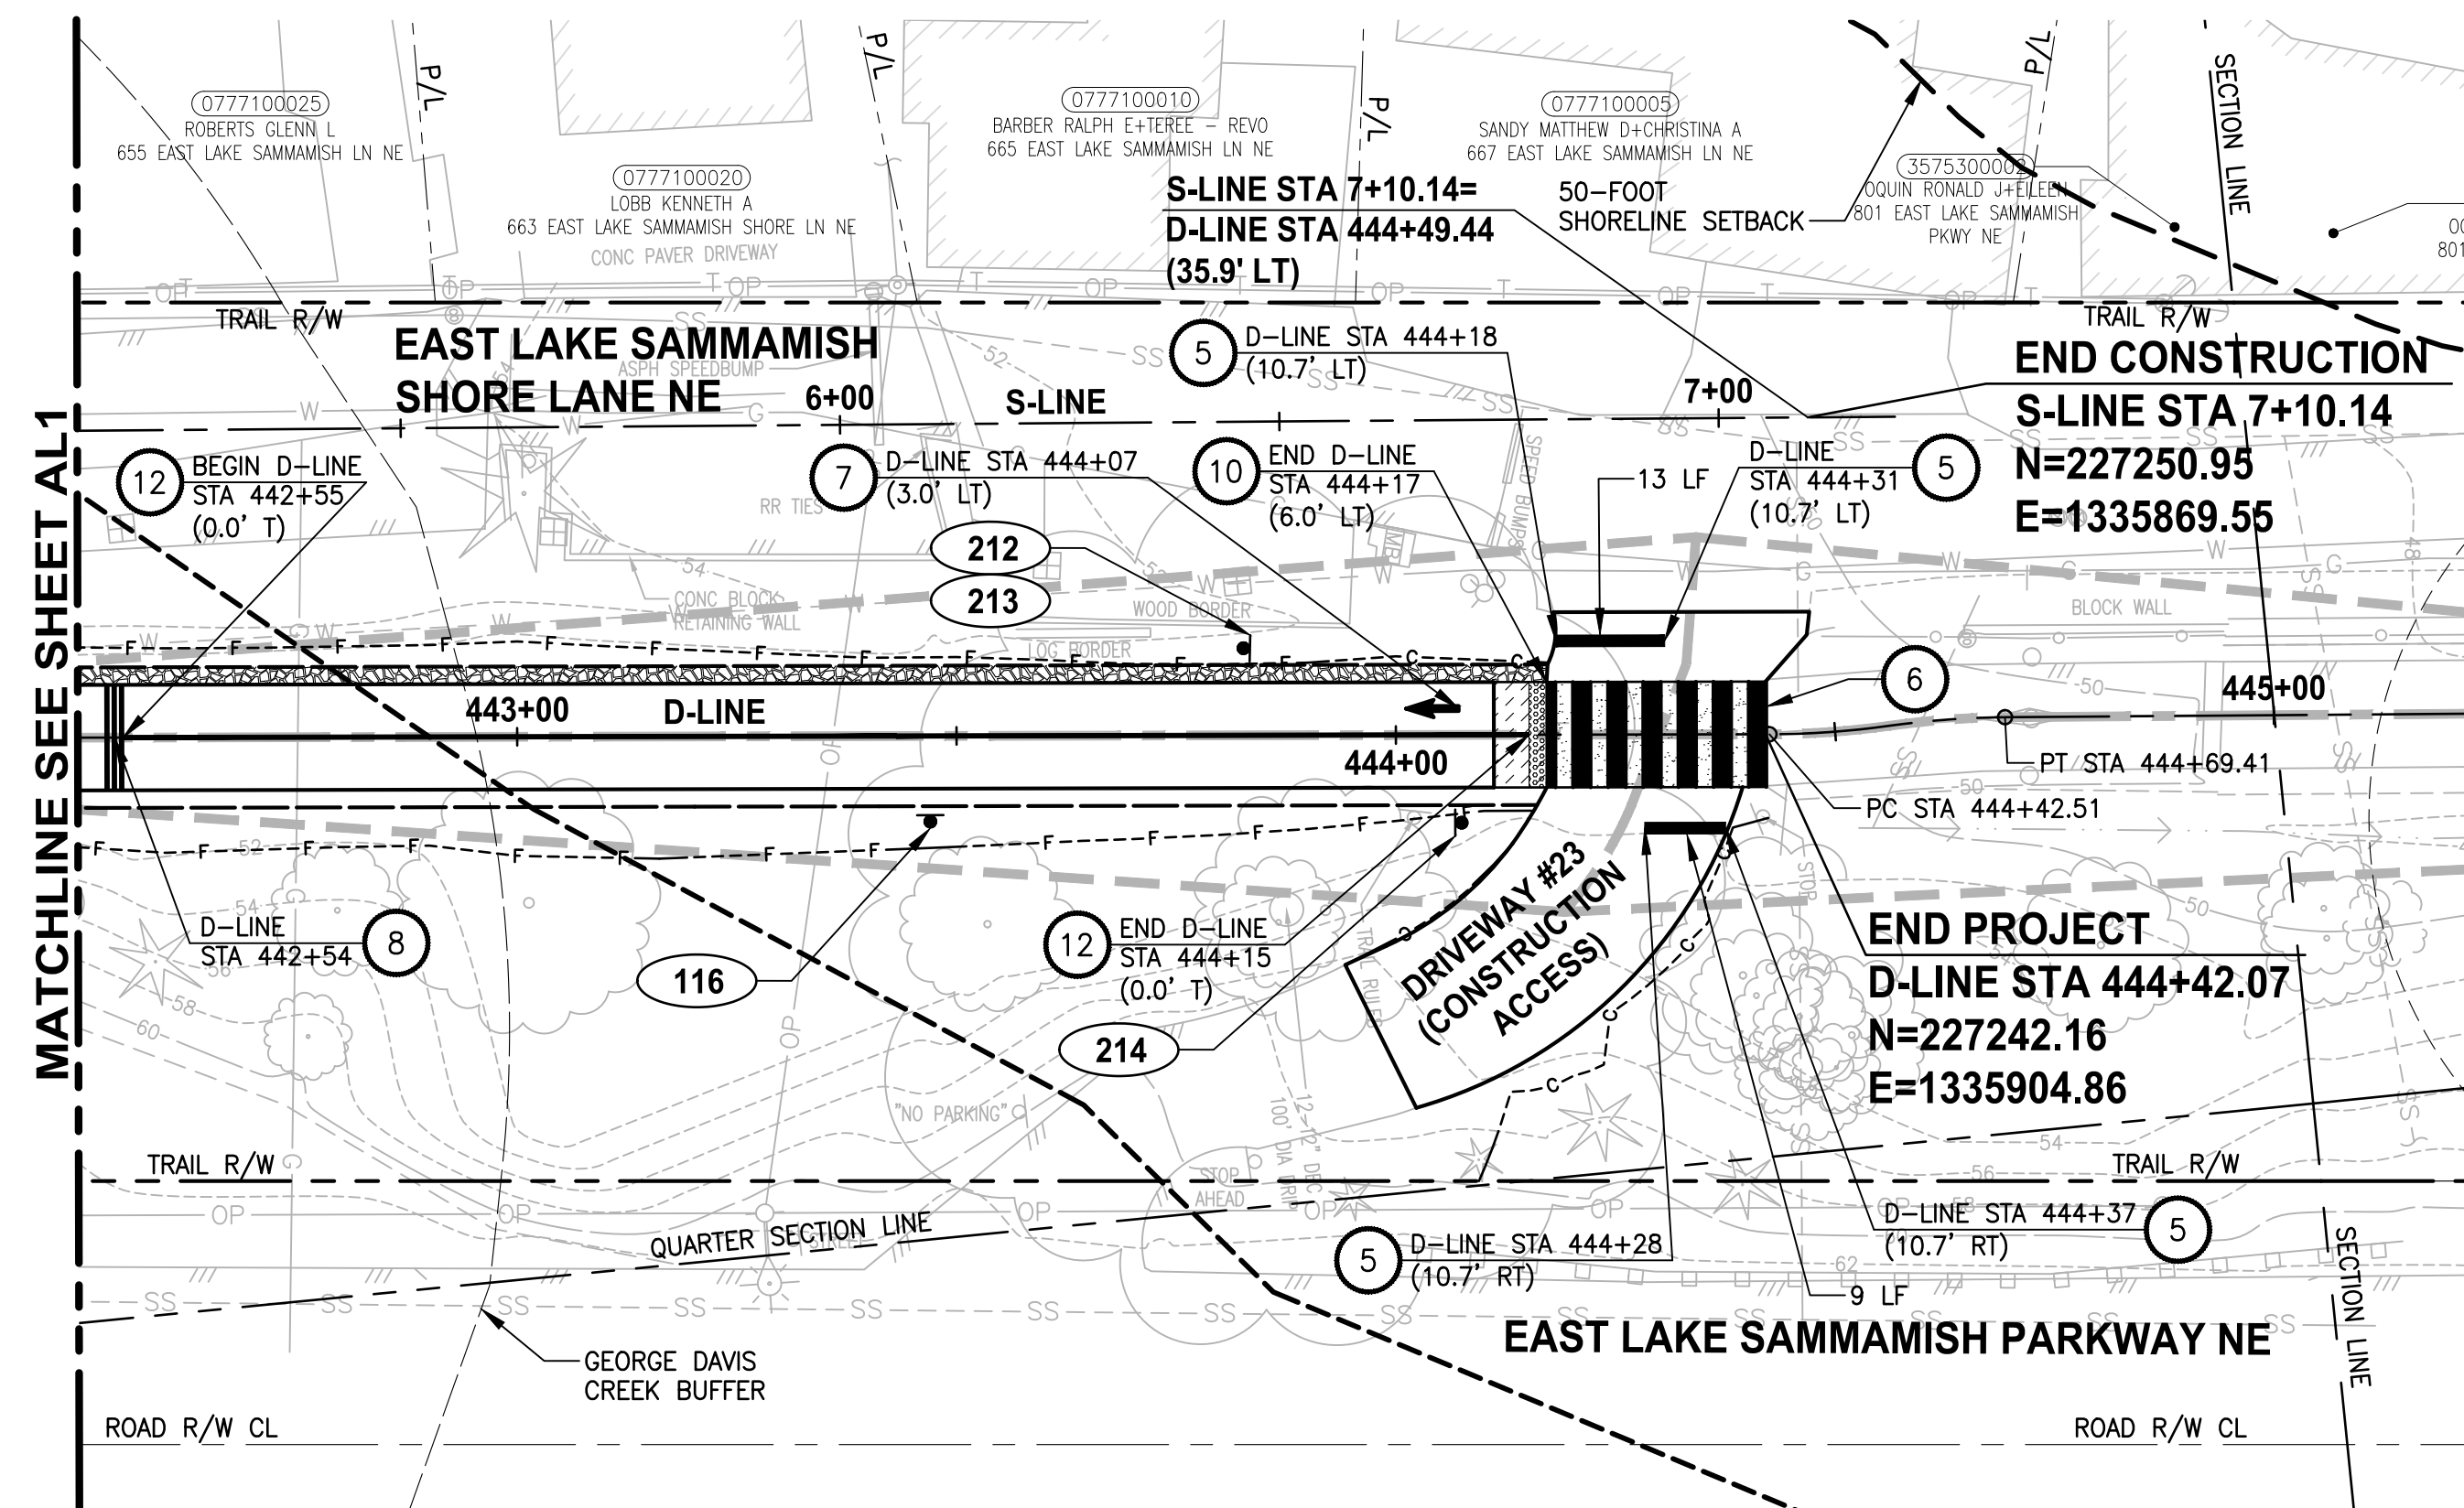 MATCHLINE SEE SHEET AL1
0777100025
ROBERTS GLENN L
655 EAST LAKE SAMMAMISH LN NE
P/L
0777100020
LOBB KENNETH A
663 EAST LAKE SAMMAMISH SHORE LN NE
CONC PAVER DRIVEWAY
P/L
0777100010
BARBER RALPH E+TEREE – REVO
665 EAST LAKE SAMMAMISH LN NE
P/L
0777100005
SANDY MATTHEW D+CHRISTINA A
667 EAST LAKE SAMMAMISH LN NE
S-LINE STA 7+10.14=
D-LINE STA 444+49.44
(35.9' LT)
50-FOOT
SHORELINE SETBACK
3575300002
OQUIN RONALD J+EILEEN
801 EAST LAKE SAMMAMISH
PKWY NE
P/L
SECTION LINE
801
TRAIL R/W
TRAIL R/W
EAST LAKE SAMMAMISH
SHORE LANE NE
ASPH SPEEDBUMP
6+00
S-LINE
7+00
5
D-LINE STA 444+18
(10.7' LT)
END CONSTRUCTION
S-LINE STA 7+10.14
N=227250.95
E=1335869.55
12
BEGIN D-LINE
STA 442+55
(0.0' T)
7
D-LINE STA 444+07
(3.0' LT)
10
END D-LINE
STA 444+17
(6.0' LT)
SPEED BUMPS
13 LF
D-LINE
STA 444+31
(10.7' LT)
5
RR TIES
212
213
CONC BLOCK
RETAINING WALL
WOOD BORDER
LOG BORDER
BLOCK WALL
6
443+00
D-LINE
444+00
445+00
PT STA 444+69.41
PC STA 444+42.51
D-LINE
STA 442+54
8
116
12
END D-LINE
STA 444+15
(0.0' T)
214
TRAIL RULES
DRIVEWAY #23
(CONSTRUCTION
ACCESS)
STOP
END PROJECT
D-LINE STA 444+42.07
N=227242.16
E=1335904.86
"NO PARKING"
12-12" DEC
100' DIA DRIP
STOP
AHEAD
TRAIL R/W
TRAIL R/W
QUARTER SECTION LINE
5
D-LINE STA 444+28
(10.7' RT)
D-LINE STA 444+37
(10.7' RT)
5
9 LF
SECTION LINE
EAST LAKE SAMMAMISH PARKWAY NE
GEORGE DAVIS
CREEK BUFFER
ROAD R/W CL
ROAD R/W CL